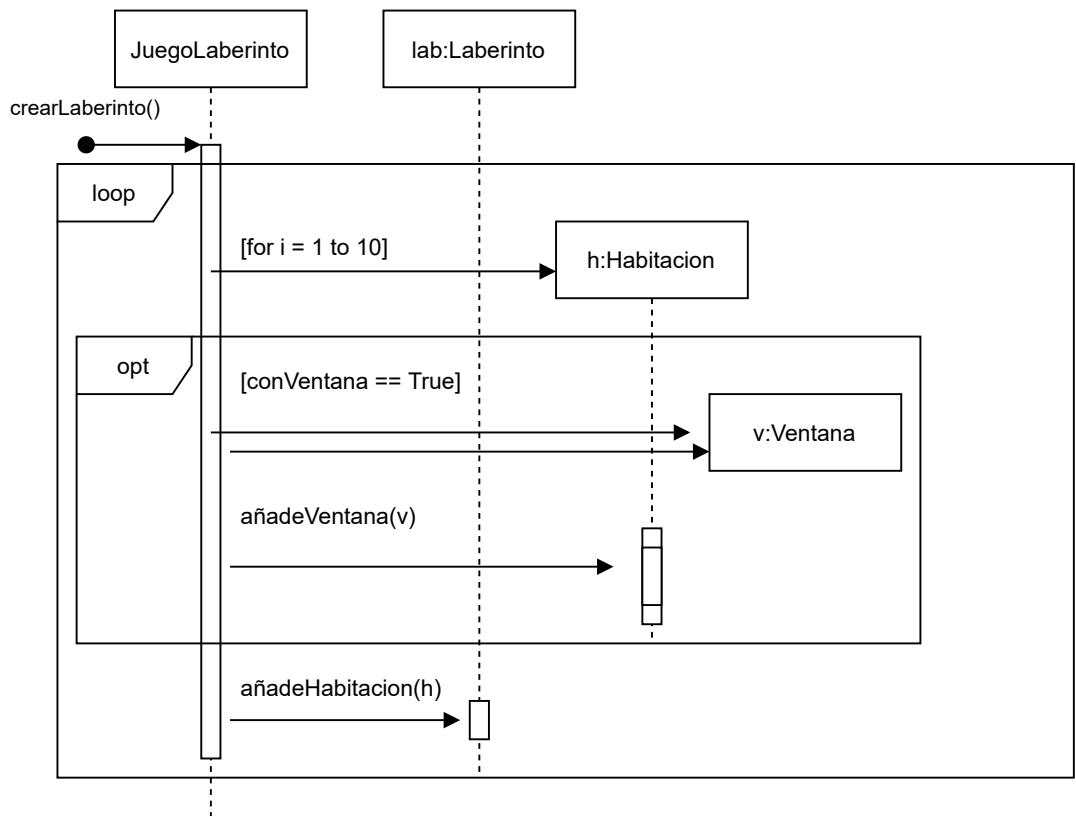 JuegoLaberinto
lab:Laberinto
crearLaberinto()
loop
[for i = 1 to 10]
h:Habitacion
opt
[conVentana == True]
v:Ventana
añadeVentana(v)
añadeHabitacion(h)